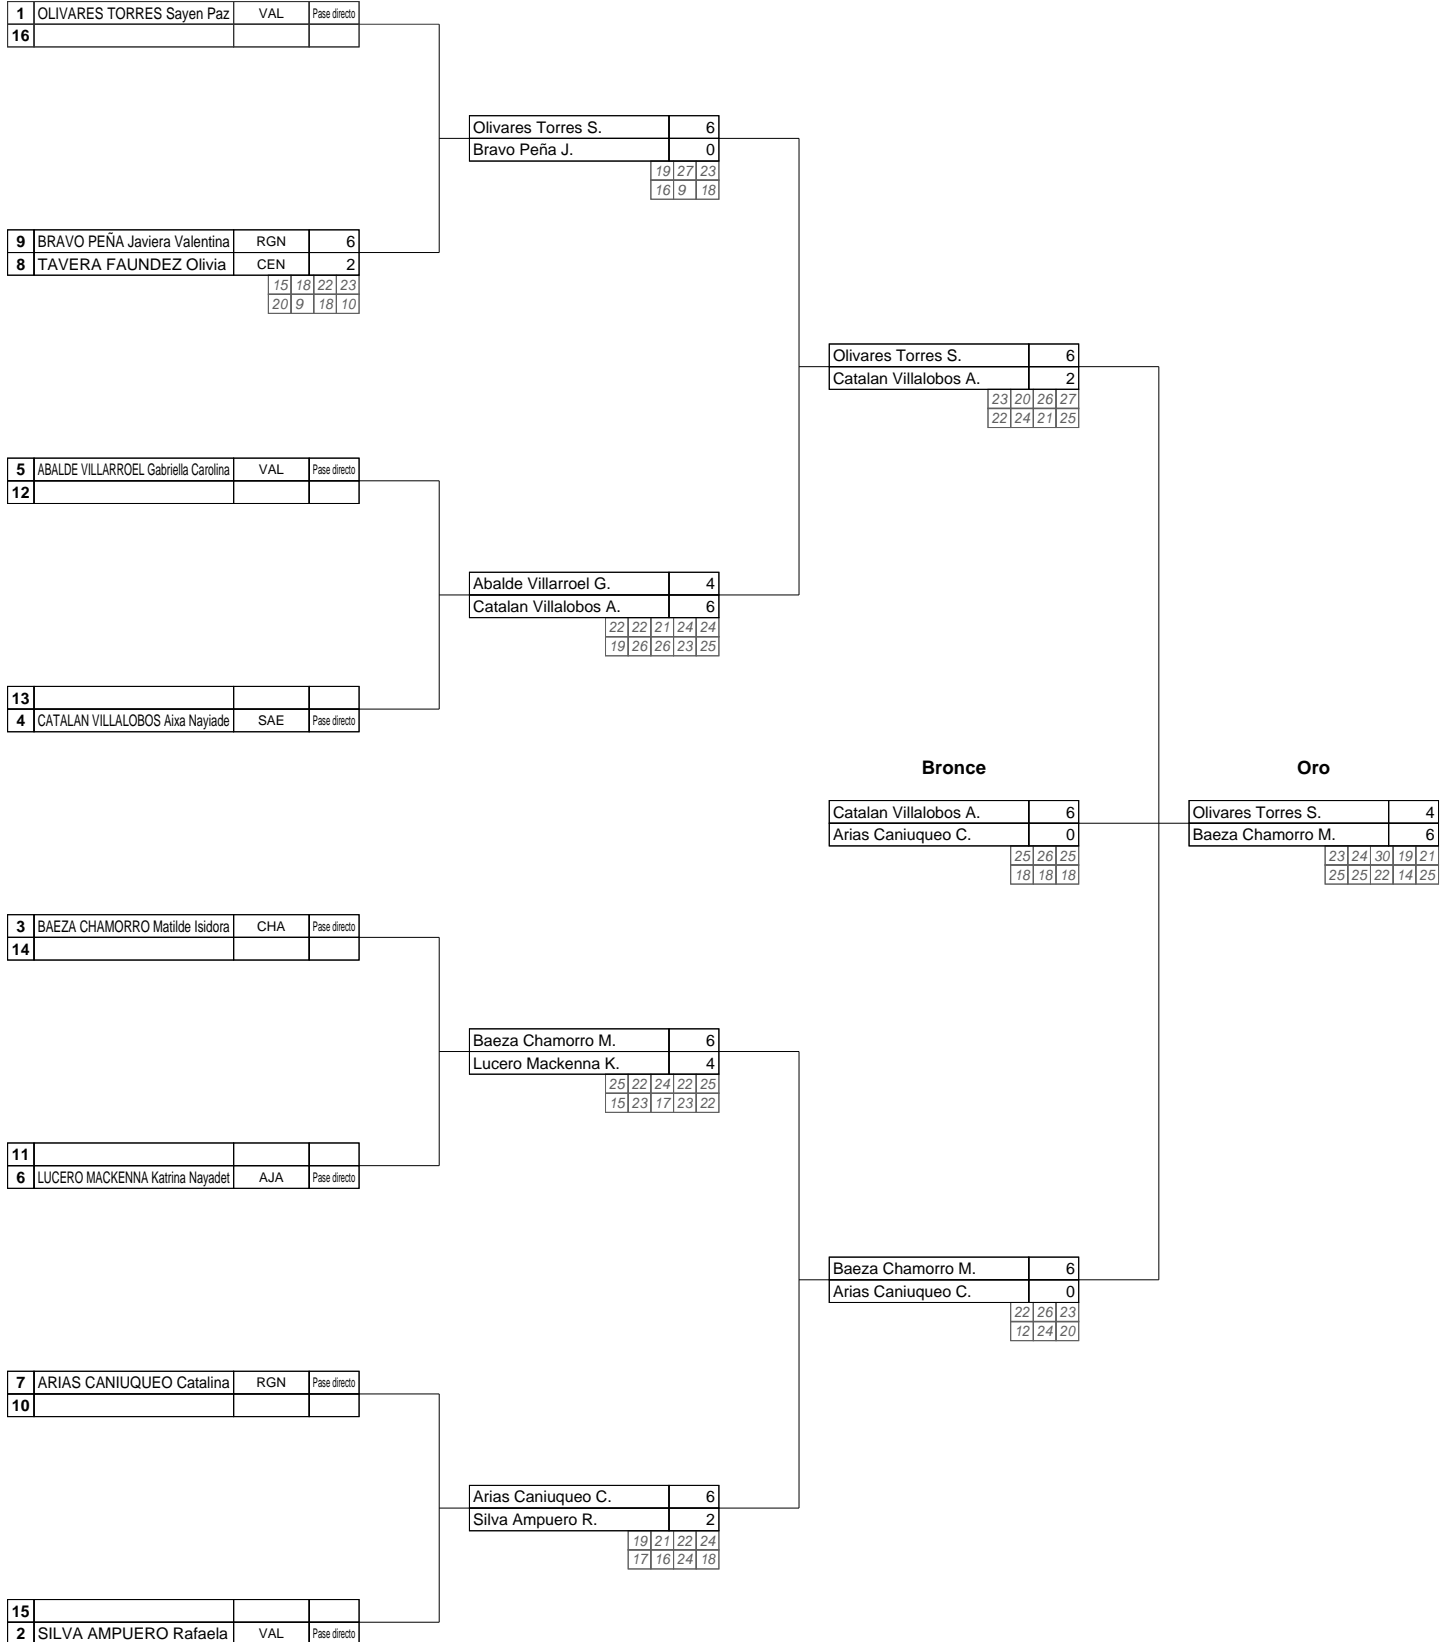 1 OLIVARES TORRES Sayen Paz VAL Pase directo
16
Olivares Torres S. 6
Bravo Peña J. 0
19 27 23
16 9 18
9 BRAVO PEÑA Javiera Valentina RGN 6
8 TAVERA FAUNDEZ Olivia CEN 2
15 18 22 23
20 9 18 10
Olivares Torres S. 6
Catalan Villalobos A. 2
23 20 26 27
22 24 21 25
5 ABALDE VILLARROEL Gabriella Carolina VAL Pase directo
12
Abalde Villarroel G. 4
Catalan Villalobos A. 6
22 22 21 24 24
19 26 26 23 25
13
4 CATALAN VILLALOBOS Aixa Nayiade SAE Pase directo
Bronce
Catalan Villalobos A. 6
Arias Caniuqueo C. 0
25 26 25
18 18 18
Oro
Olivares Torres S. 4
Baeza Chamorro M. 6
23 24 30 19 21
25 25 22 14 25
3 BAEZA CHAMORRO Matilde Isidora CHA Pase directo
14
Baeza Chamorro M. 6
Lucero Mackenna K. 4
25 22 24 22 25
15 23 17 23 22
11
6 LUCERO MACKENNA Katrina Nayadet AJA Pase directo
Baeza Chamorro M. 6
Arias Caniuqueo C. 0
22 26 23
12 24 20
7 ARIAS CANIUQUEO Catalina RGN Pase directo
10
Arias Caniuqueo C. 6
Silva Ampuero R. 2
19 21 22 24
17 16 24 18
15
2 SILVA AMPUERO Rafaela VAL Pase directo